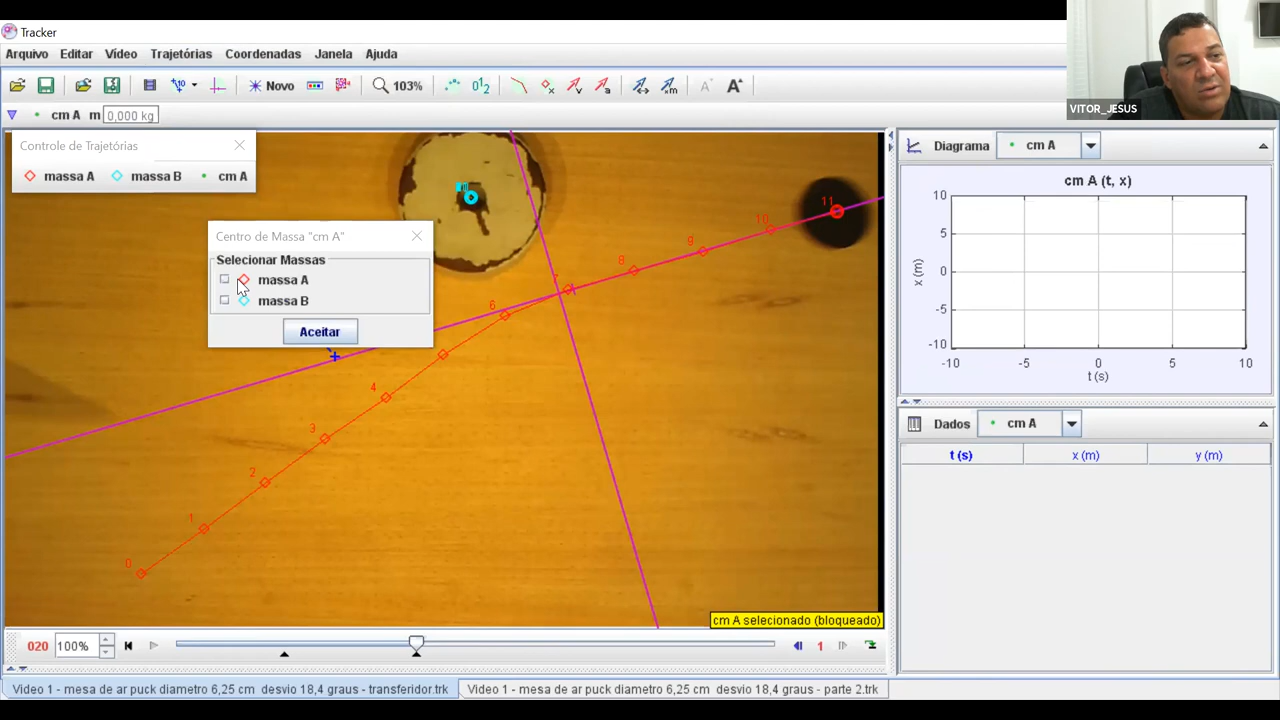 Tracker
Arquivo Editar Vídeo Trajetórias Coordenadas Janela Ajuda
Novo 103%
cm A m 0,000 kg
VITOR_JESUS
Controle de Trajetórias
massa A massa B cm A
Centro de Massa "cm A"
Selecionar Massas
massa A
massa B
Aceitar
0
1
2
3
4
6
8
9
10
11
cm A selecionado (bloqueado)
Diagrama cm A
cm A (t, x)
x (m)
10
5
0
-5
-10
-10 -5 0 5 10
t (s)
Dados cm A
t (s) x (m) y (m)
020 100% 1
Video 1 - mesa de ar puck diametro 6,25 cm desvio 18,4 graus - transferidor.trk
Video 1 - mesa de ar puck diametro 6,25 cm desvio 18,4 graus - parte 2.trk